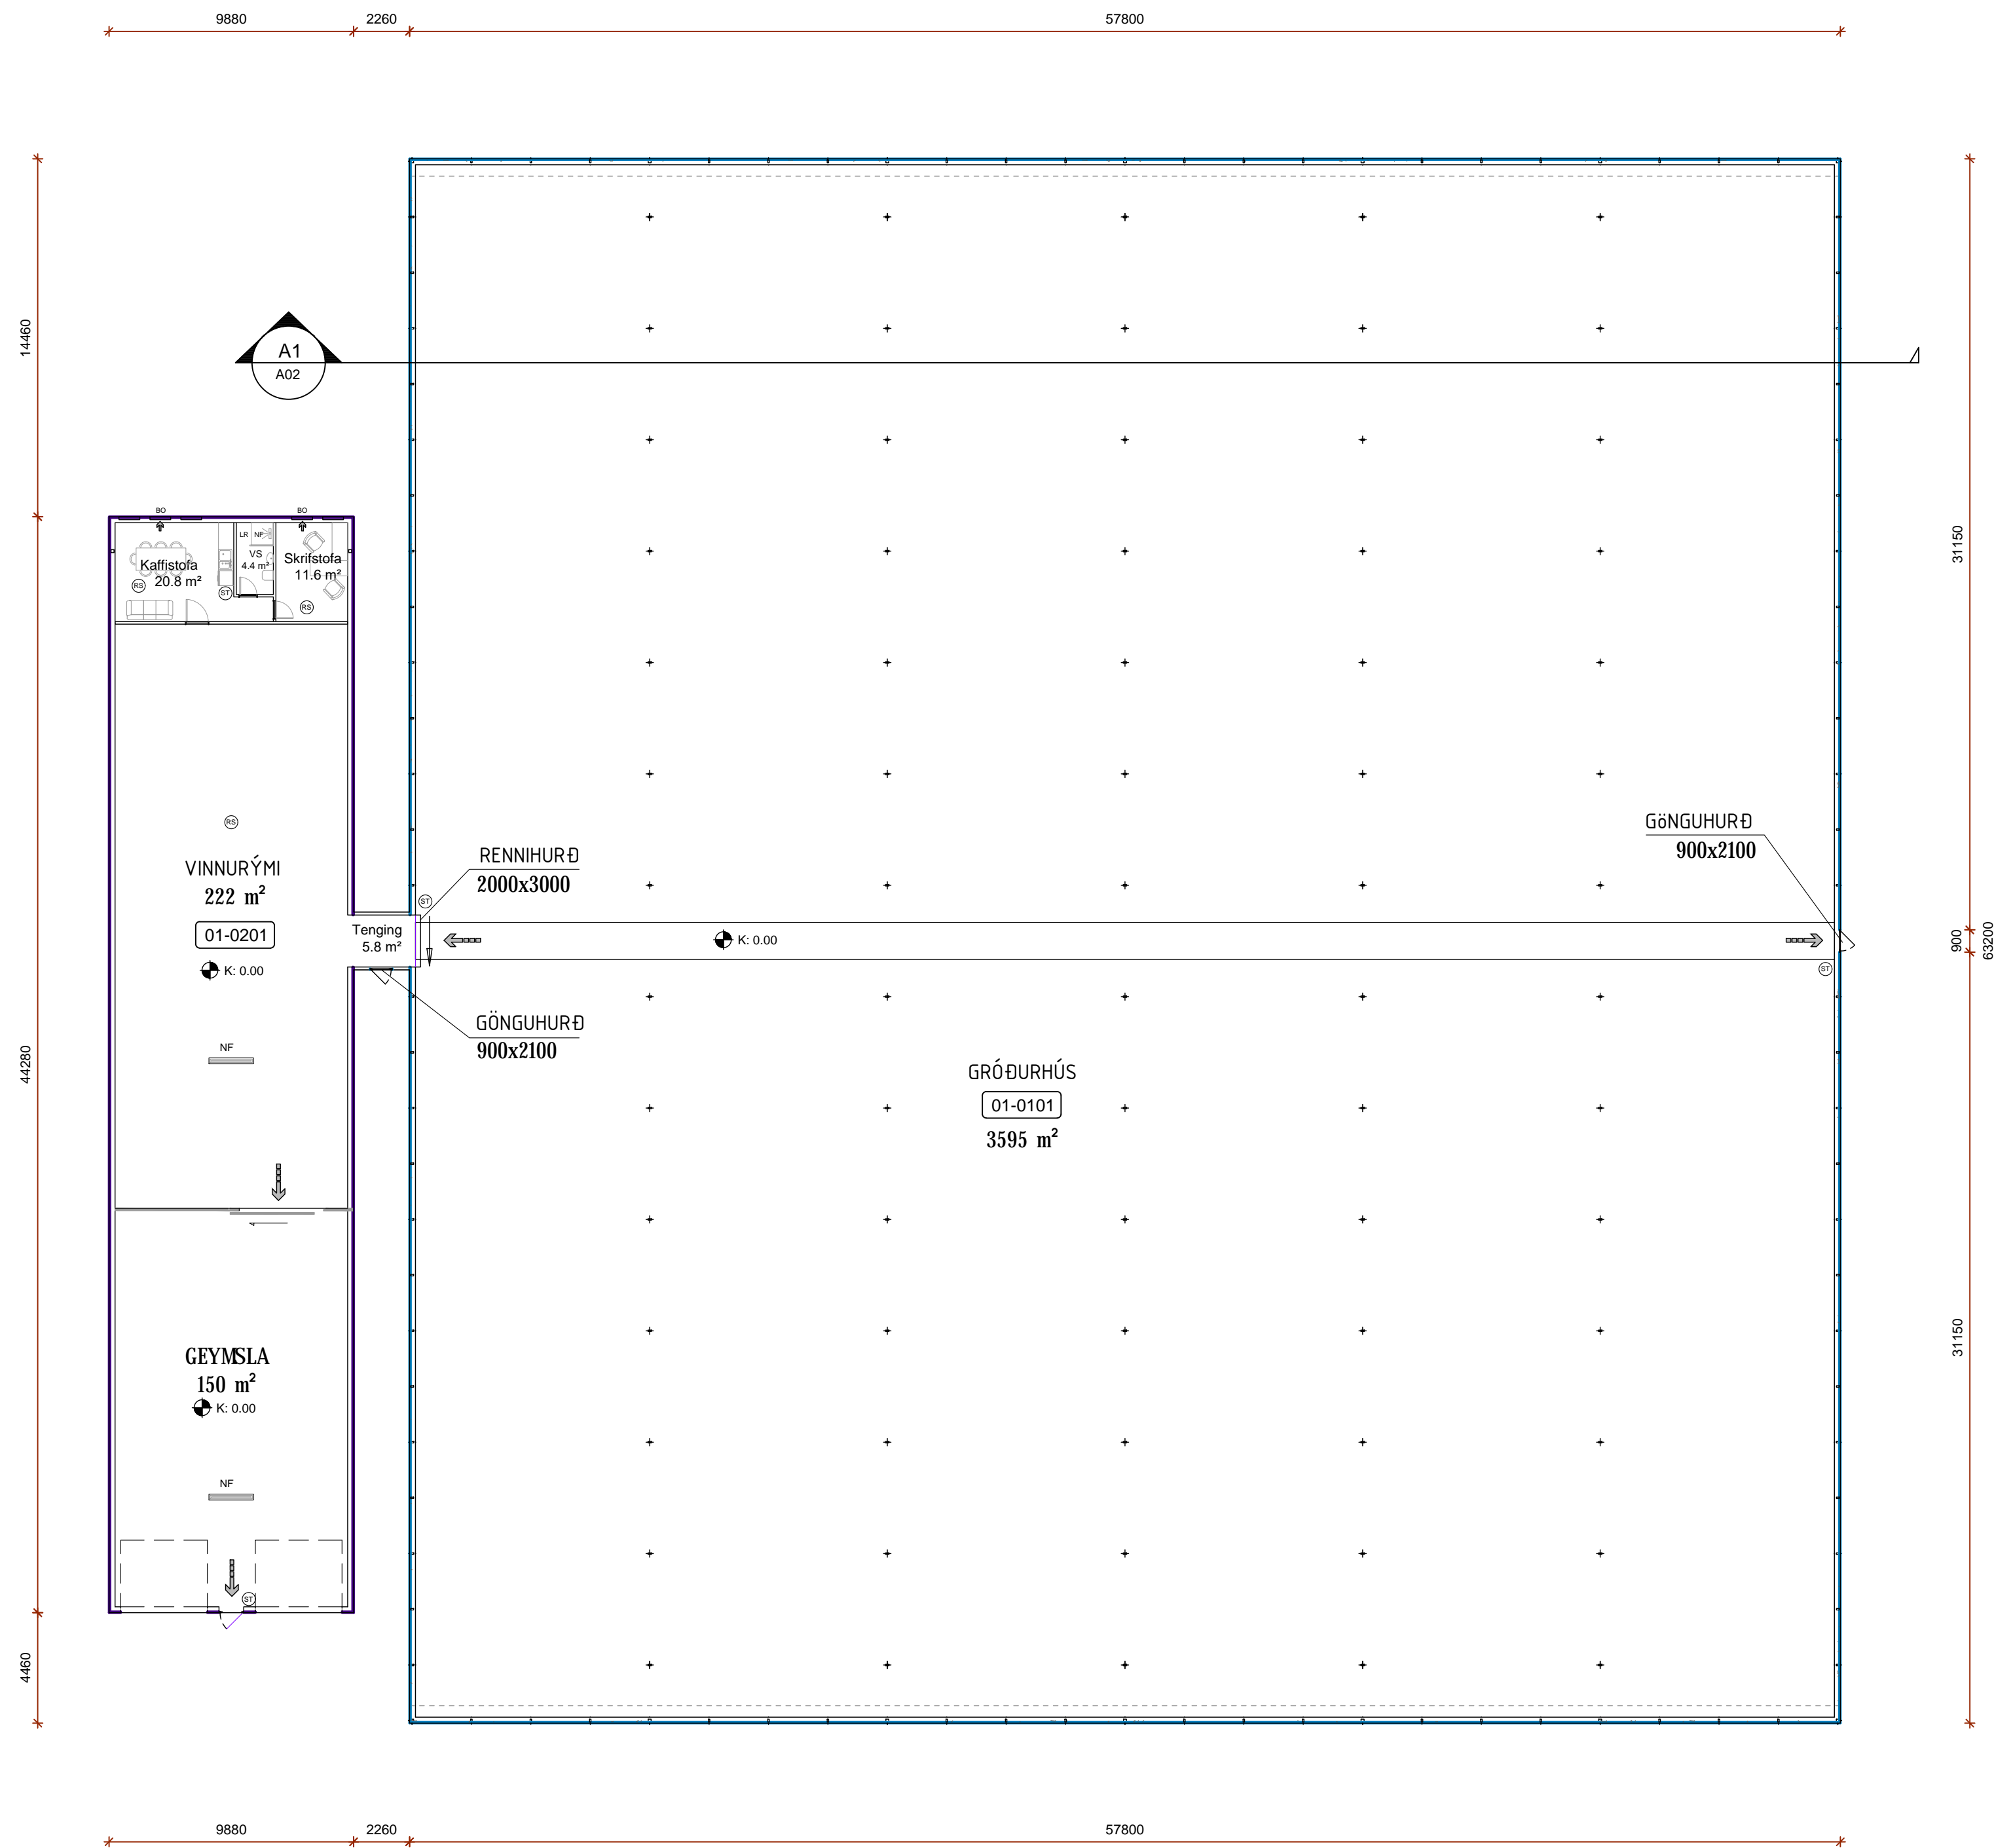 9880
2260
57800
14460
A1
A02
BO
BO
LR
NF
VS
4.4 m²
Kaffistofa
20.8 m²
Skrifstofa
11.6 m²
RS
ST
RS
31150
RS
VINNURÝMI
222 m²
01-0201
K: 0.00
RENNIHURÐ
2000x3000
ST
GöNGUHURÐ
900x2100
Tenging
5.8 m²
K: 0.00
900
63200
ST
GÖNGUHURÐ
900x2100
44280
NF
GRÓÐURHÚS
01-0101
3595 m²
GEYMSLA
150 m²
K: 0.00
31150
NF
ST
4460
9880
2260
57800